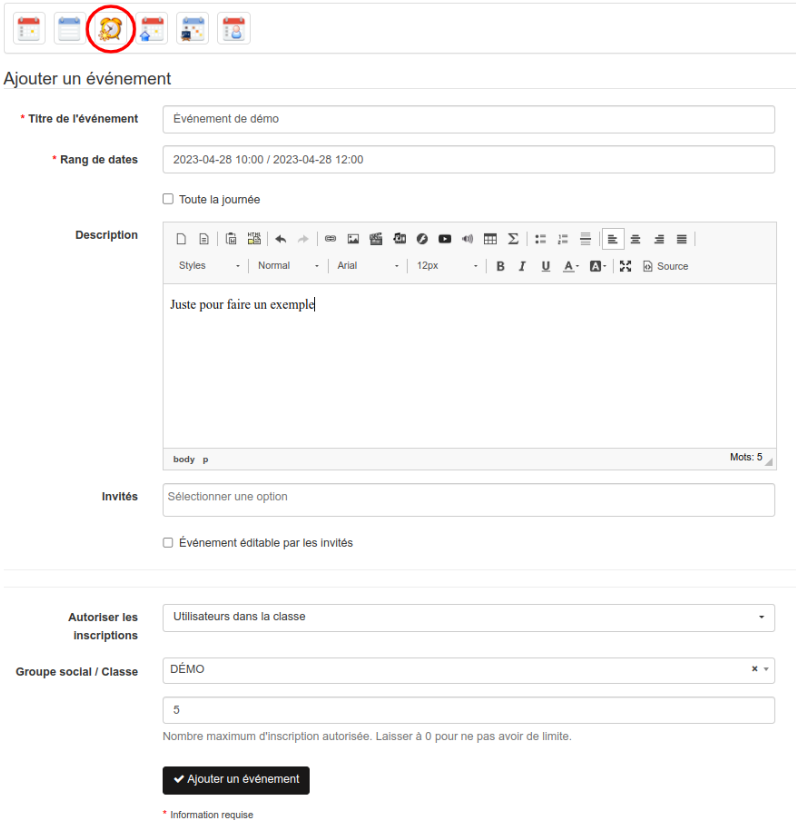 Ajouter un événement
* Titre de l'événement
Événement de démo
* Rang de dates
2023-04-28 10:00 / 2023-04-28 12:00
Toute la journée
Description
Styles Normal Arial 12px B I U A A Source
Juste pour faire un exemple
body p Mots: 5
Invités
Sélectionner une option
Événement éditable par les invités
Autoriser les
inscriptions
Utilisateurs dans la classe
Groupe social / Classe
DÉMO
5
Nombre maximum d'inscription autorisée. Laisser à 0 pour ne pas avoir de limite.
Ajouter un événement
* Information requise